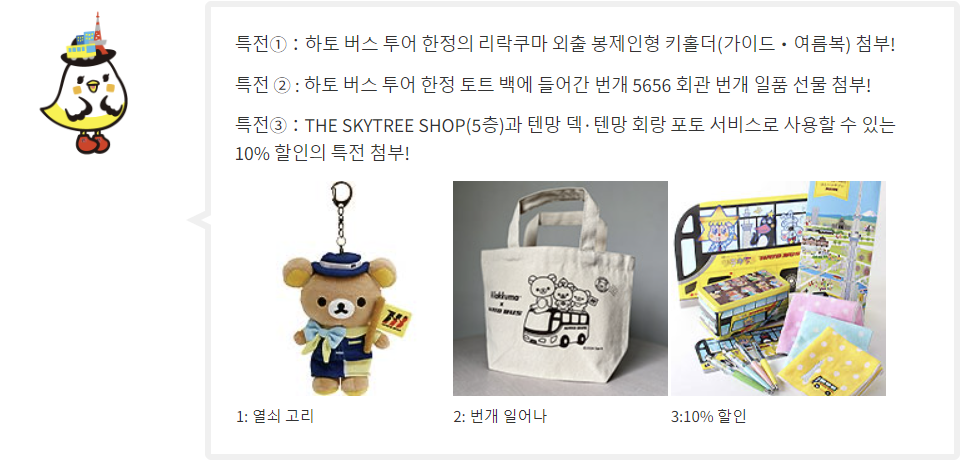 특전①：하토 버스 투어 한정의 리락쿠마 외출 봉제인형 키홀더(가이드・여름복) 첨부!
특전 ② : 하토 버스 투어 한정 토트 백에 들어간 번개 5656 회관 번개 일품 선물 첨부!
특전③：THE SKYTREE SHOP(5층)과 텐망 덱·텐망 회랑 포토 서비스로 사용할 수 있는
10% 할인의 특전 첨부!
1: 열쇠 고리
2: 번개 일어나
3:10% 할인